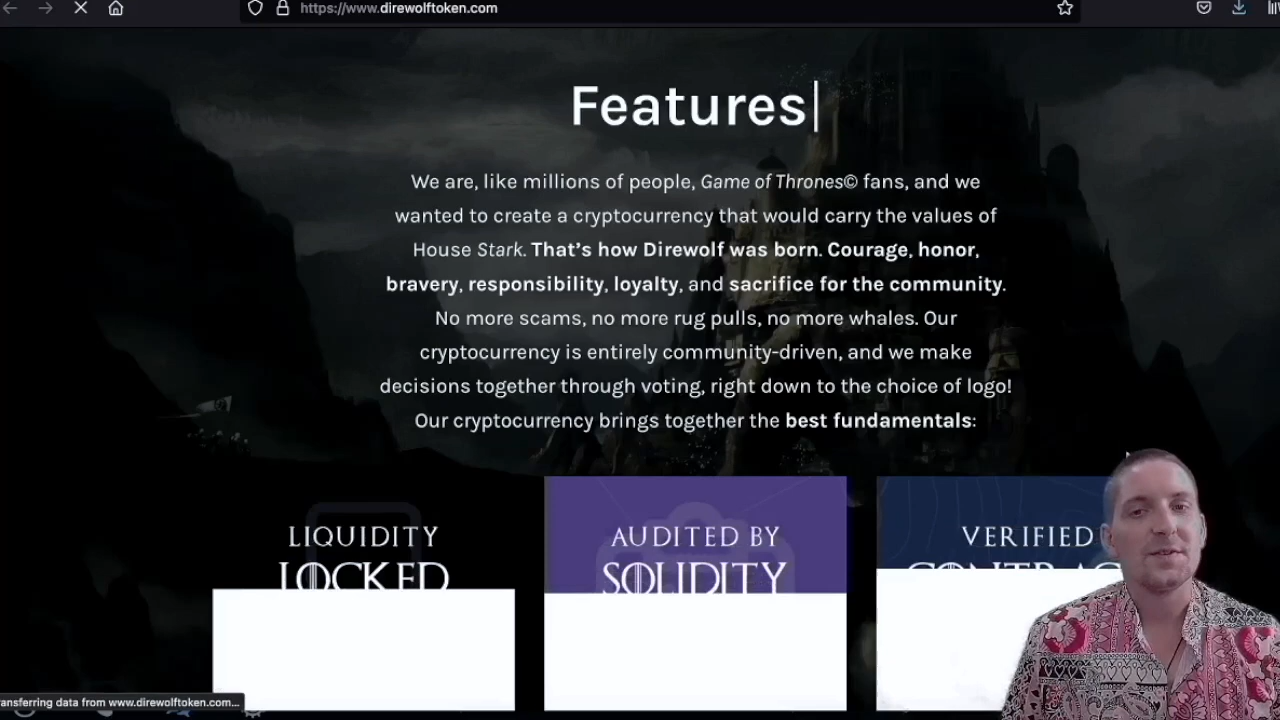 https://www.direwolftoken.com
Features
We are, like millions of people, Game of Thrones© fans, and we
wanted to create a cryptocurrency that would carry the values of
House Stark. That's how Direwolf was born. Courage, honor,
bravery, responsibility, loyalty, and sacrifice for the community.
No more scams, no more rug pulls, no more whales. Our
cryptocurrency is entirely community-driven, and we make
decisions together through voting, right down to the choice of logo!
Our cryptocurrency brings together the best fundamentals:
LIQUIDITY
LOCKED
AUDITED BY
SOLIDITY
VERIFIED
ansferring data from www.direwolftoken.com...